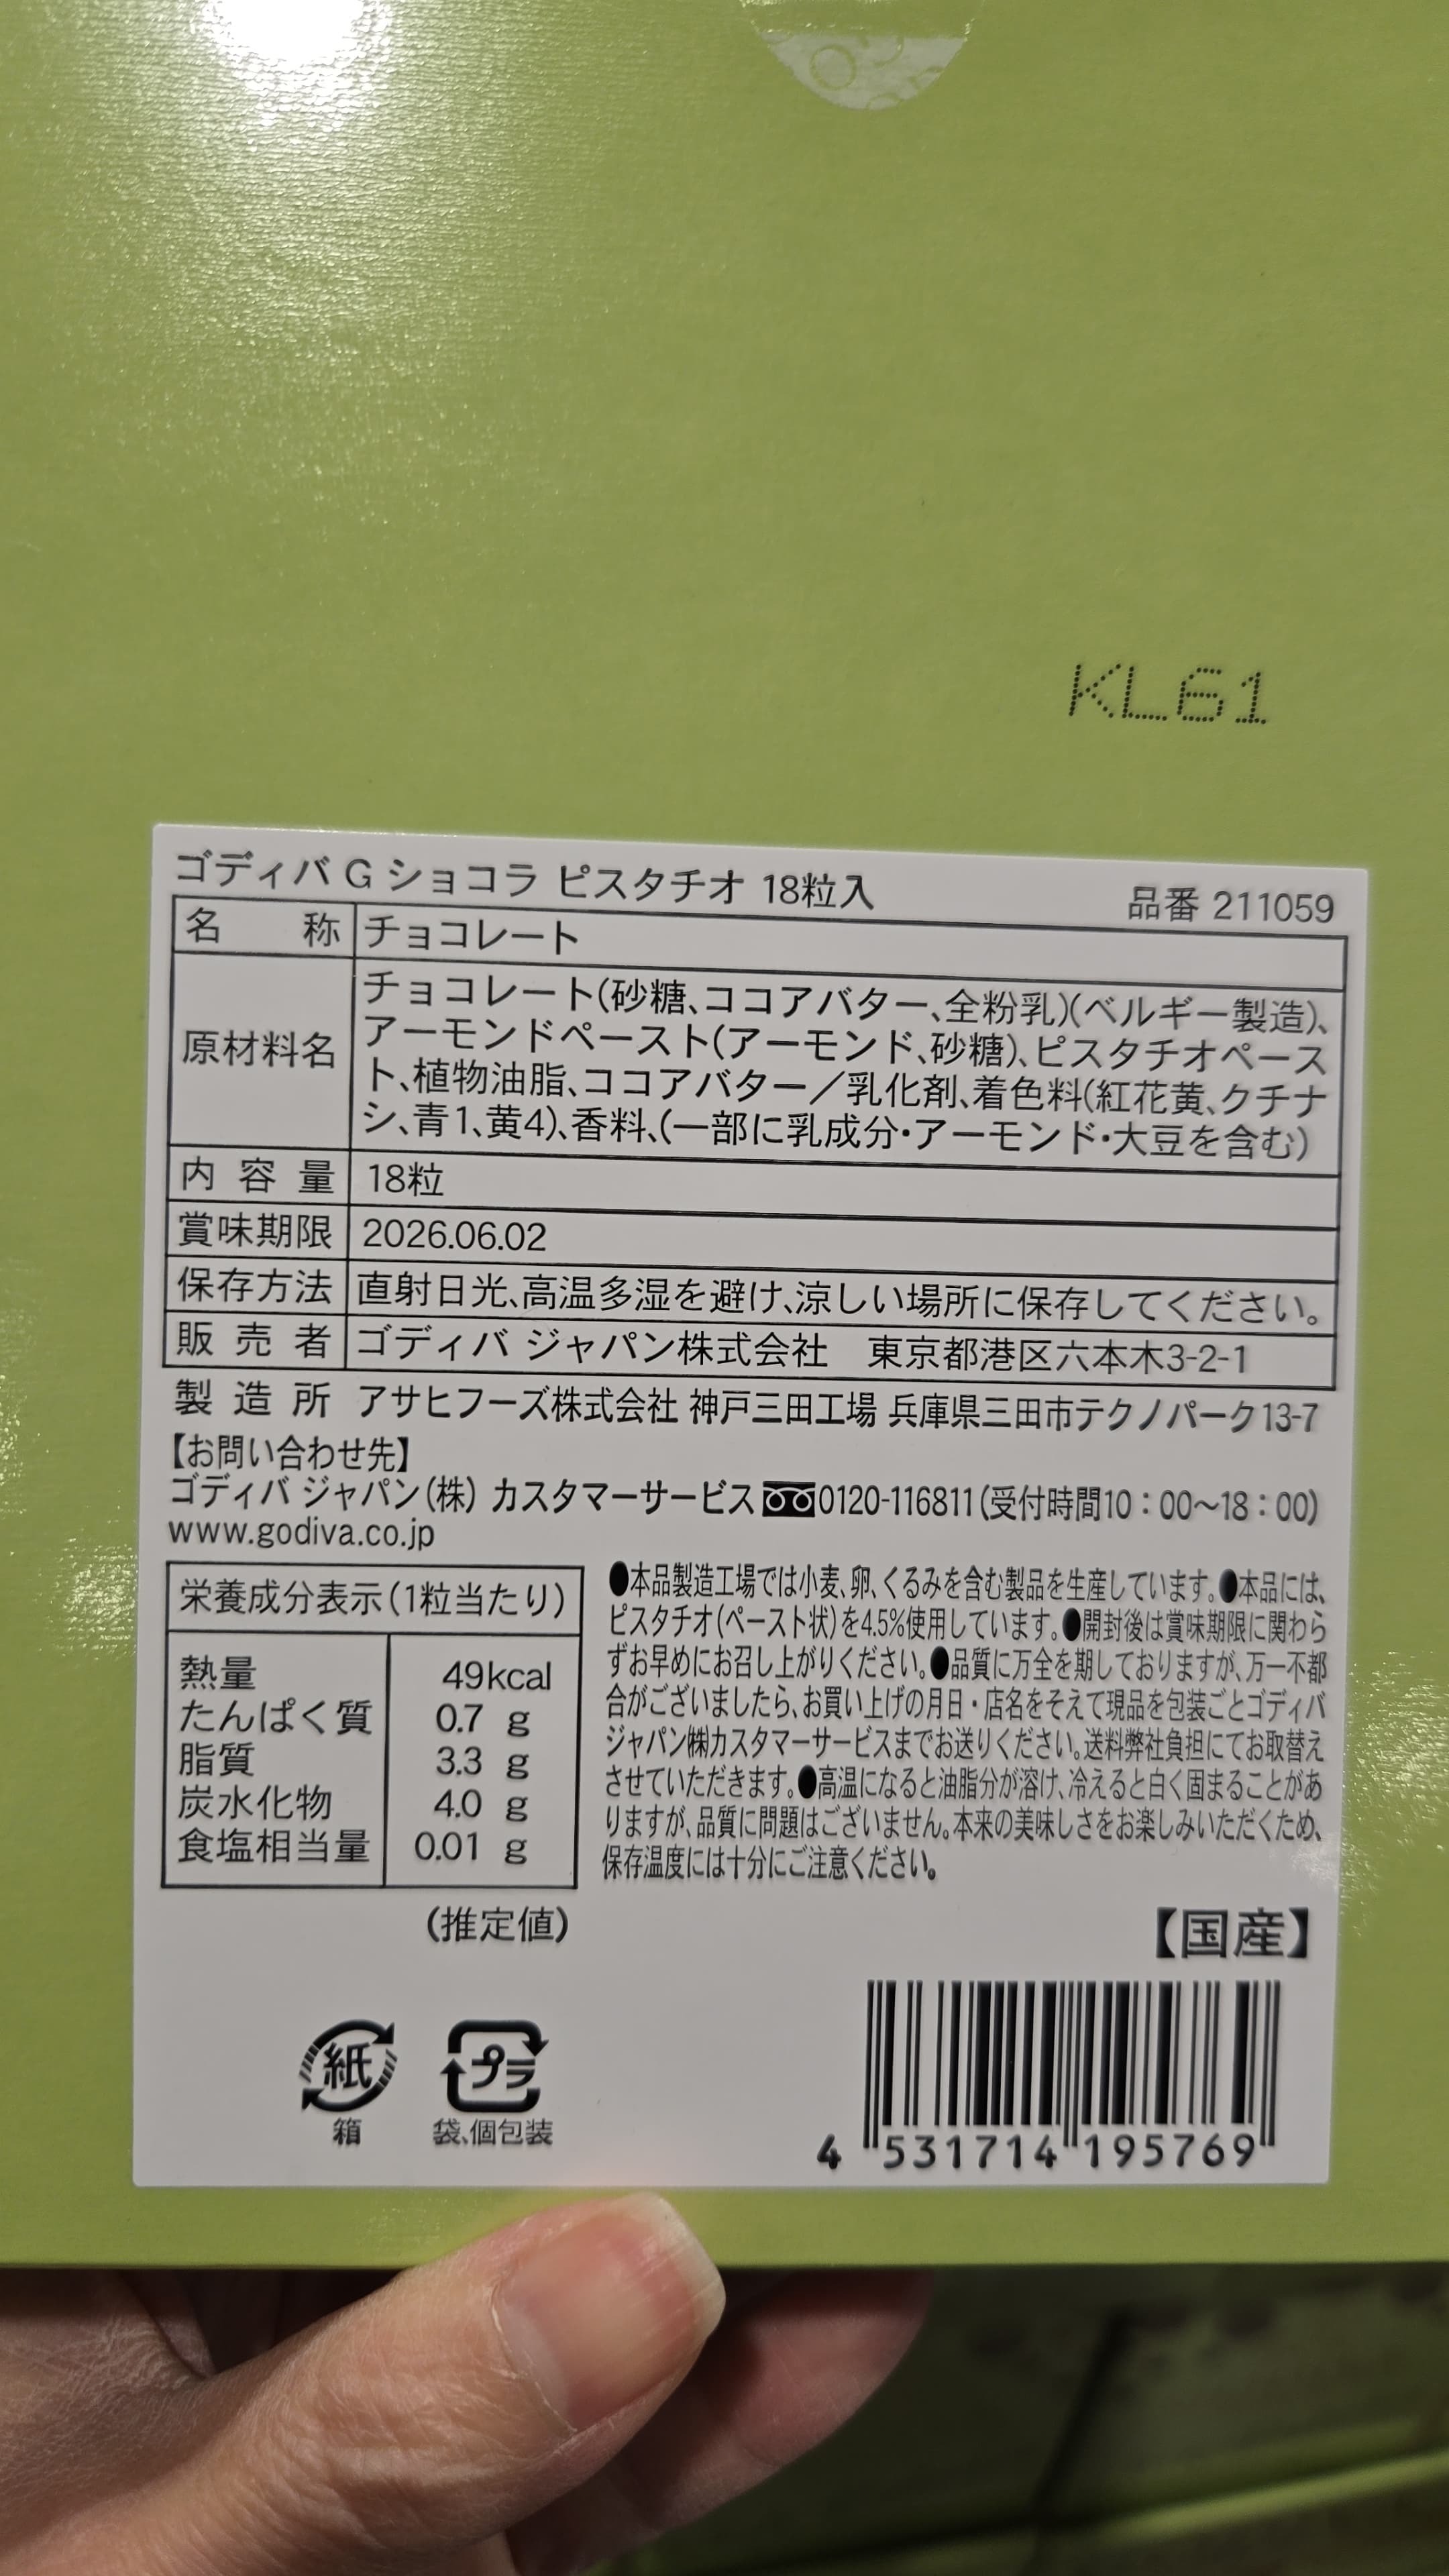 KL61
ゴディバ G ショコラ ピスタチオ 18粒入 品番 211059
名称 チョコレート
原材料名 チョコレート(砂糖、ココアバター、全粉乳)(ベルギー製造)、
アーモンドペースト(アーモンド、砂糖)、ピスタチオペース
ト、植物油脂、ココアバター／乳化剤、着色料(紅花黄、クチナ
シ、青1、黄4)、香料、(一部に乳成分・アーモンド・大豆を含む)
内容量 18粒
賞味期限 2026.06.02
保存方法 直射日光、高温多湿を避け、涼しい場所に保存してください。
販売者 ゴディバ ジャパン株式会社 東京都港区六本木3-2-1
製造所 アサヒフーズ株式会社 神戸三田工場 兵庫県三田市テクノパーク13-7
【お問い合わせ先】
ゴディバ ジャパン(株) カスタマーサービス 0120-116811(受付時間10：00〜18：00)
www.godiva.co.jp
栄養成分表示(1粒当たり)
熱量 49kcal
たんぱく質 0.7 g
脂質 3.3 g
炭水化物 4.0 g
食塩相当量 0.01 g
(推定値)
●本品製造工場では小麦、卵、くるみを含む製品を生産しています。●本品には、
ピスタチオ(ペースト状)を4.5%使用しています。●開封後は賞味期限に関わら
ずお早めにお召し上がりください。●品質に万全を期しておりますが、万一不都
合がございましたら、お買い上げの月日・店名をそえて現品を包装ごとゴディバ
ジャパン㈱カスタマーサービスまでお送りください。送料弊社負担にてお取替え
させていただきます。●高温になると油脂分が溶け、冷えると白く固まることがあ
りますが、品質に問題はございません。本来の美味しさをお楽しみいただくため、
保存温度には十分にご注意ください。
【国産】
紙
箱
プラ
袋、個包装
4 531714 195769